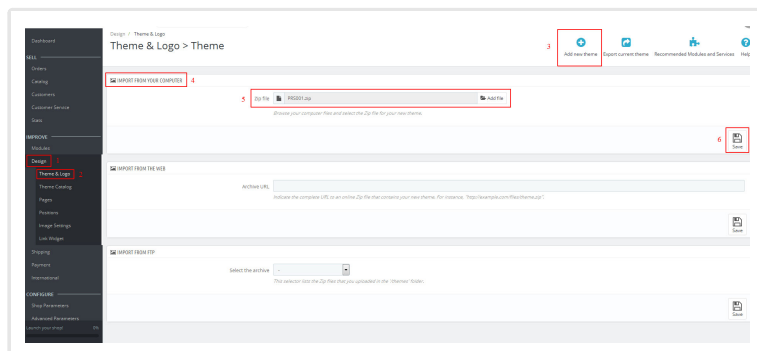 Dashboard
SELL
Orders
Catalog
Customers
Customer Service
Stats
IMPROVE
Modules
Design 1
Theme & Logo 2
Theme Catalog
Pages
Positions
Image Settings
Link Widget
Shipping
Payment
International
CONFIGURE
Shop Parameters
Advanced Parameters
Launch your shop!
Design / Theme & Logo
Theme & Logo > Theme
3 Add new theme Export current theme Recommended Modules and Services Help
IMPORT FROM YOUR COMPUTER 4
5 Zip file PRS001.zip Add file
Browse your computer files and select the Zip file for your new theme.
6 Save
IMPORT FROM THE WEB
Archive URL
Indicate the complete URL to an online Zip file that contains your new theme. For instance, "http://example.com/files/theme.zip".
Save
IMPORT FROM FTP
Select the archive -
This selector lists the Zip files that you uploaded in the '/themes' folder.
Save